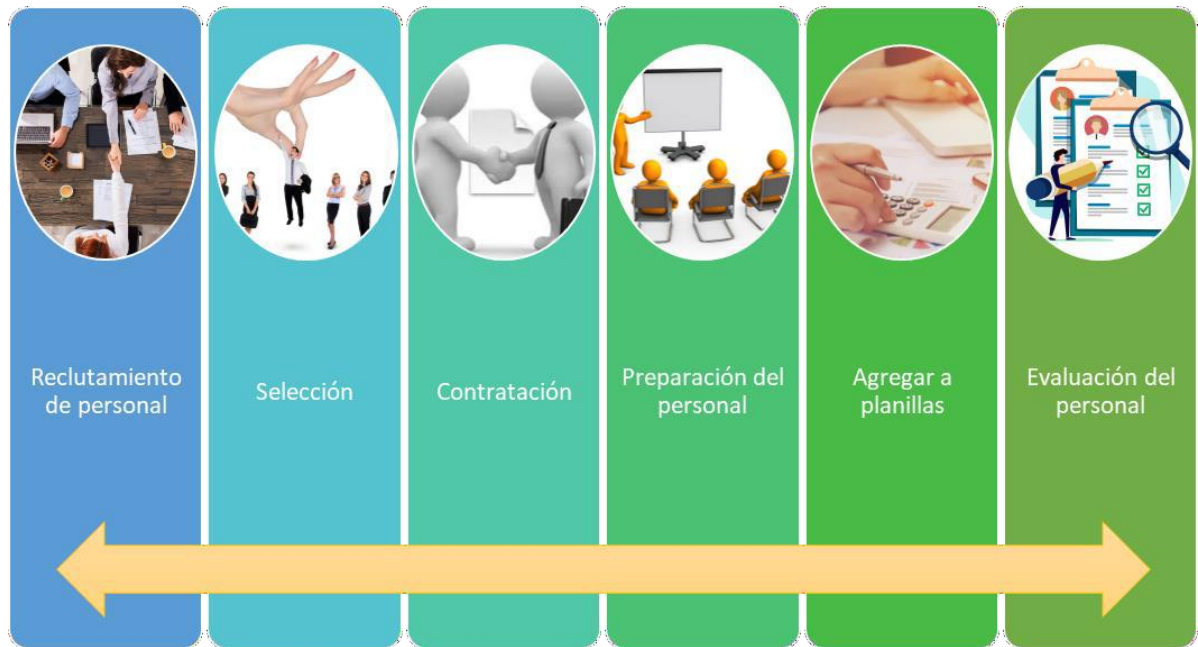 Reclutamiento
de personal
Selección
Contratación
Preparación del
personal
Agregar a
planillas
Evaluación del
personal